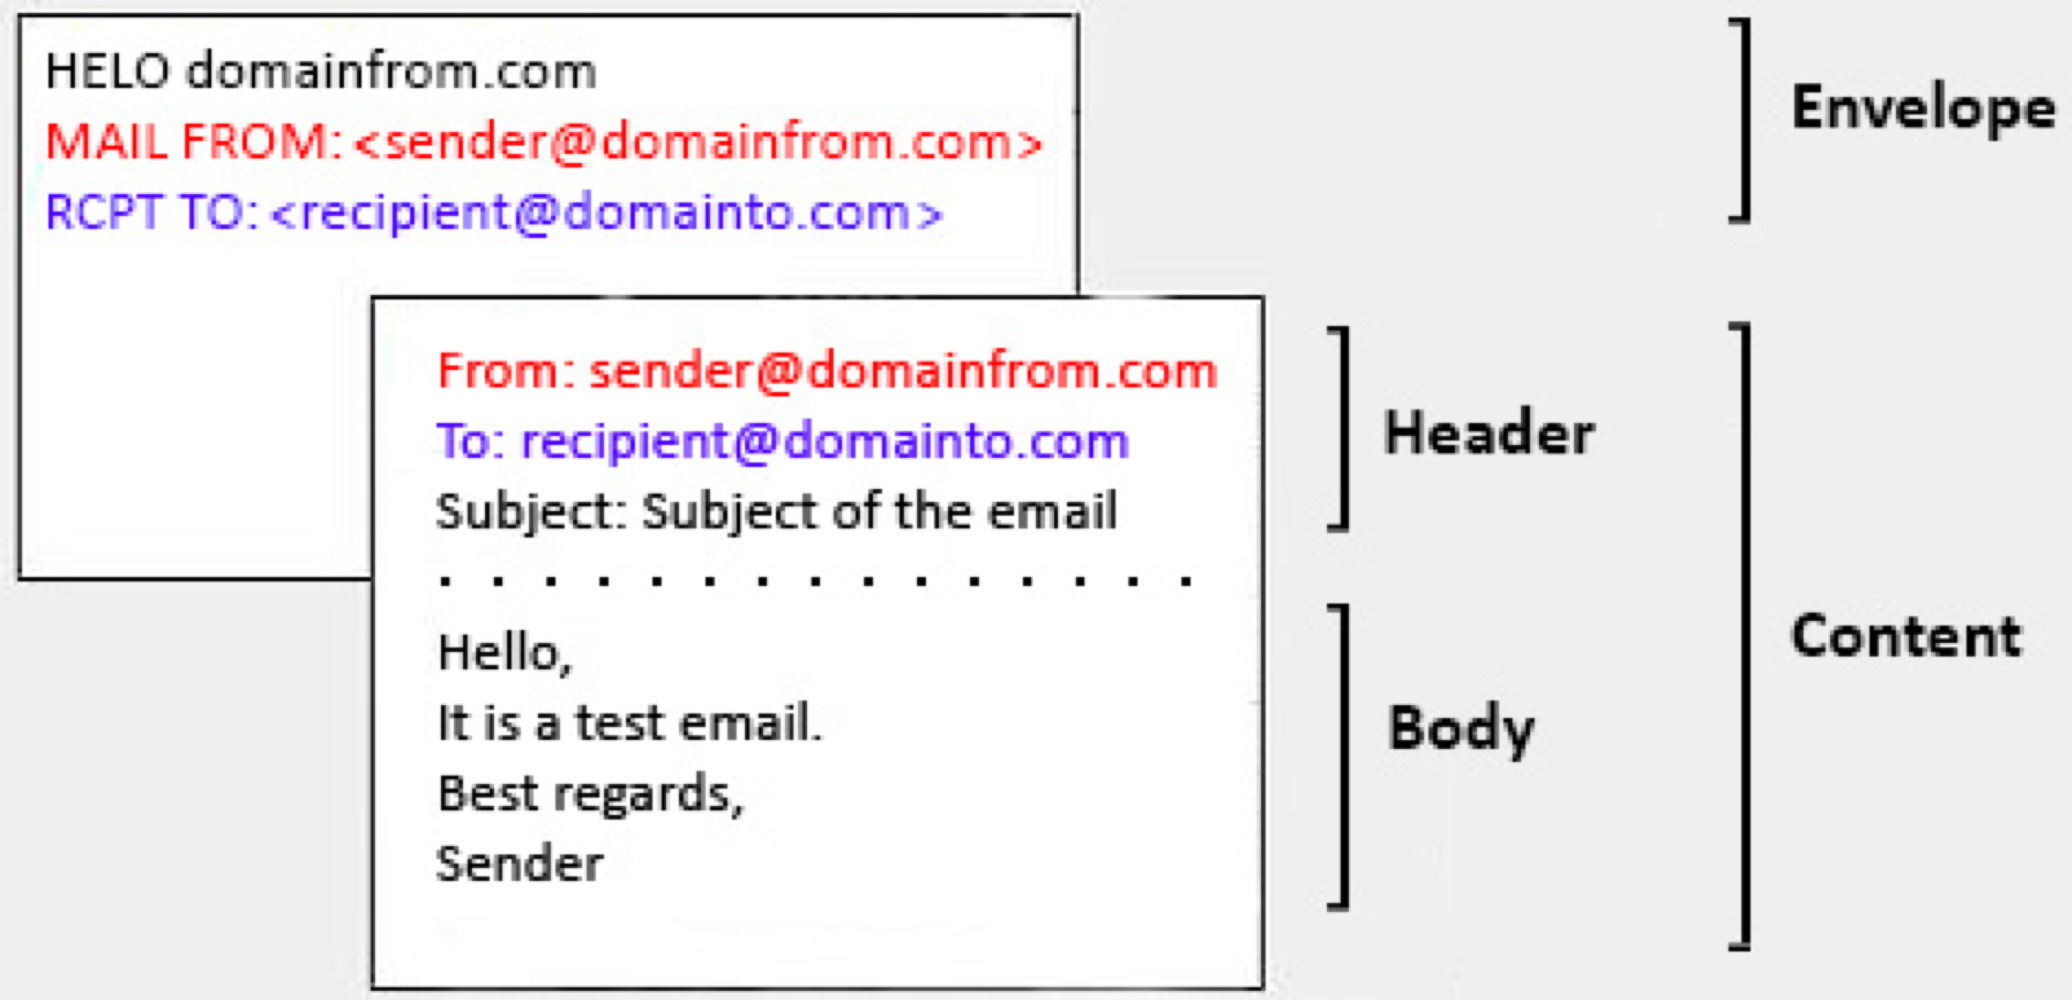 HELO domainfrom.com
MAIL FROM: <sender@domainfrom.com>
RCPT TO: <recipient@domainto.com>
Envelope
From: sender@domainfrom.com
To: recipient@domainto.com
Subject: Subject of the email
Header
. . . . . . . . . . . . . . .
Hello,
It is a test email.
Best regards,
Sender
Body
Content